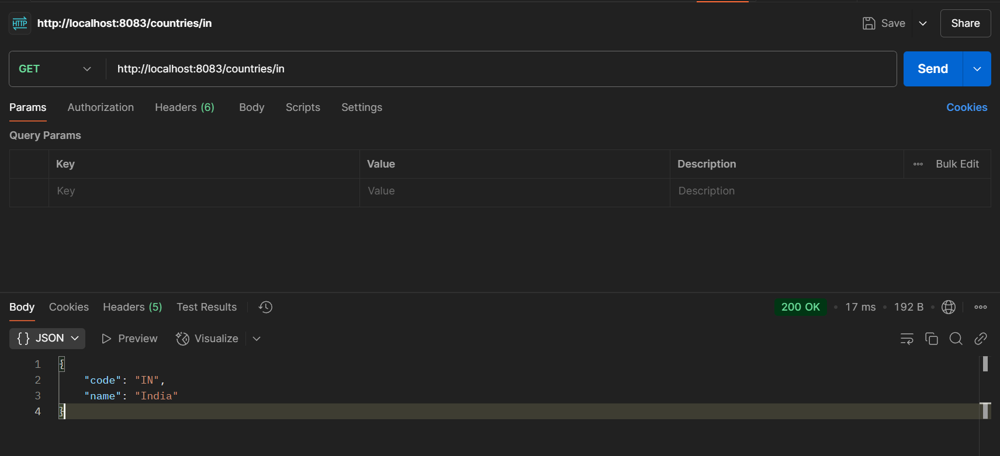 HTTP http://localhost:8083/countries/in Save Share
GET http://localhost:8083/countries/in Send
Params Authorization Headers (6) Body Scripts Settings Cookies
Query Params
Key Value Description Bulk Edit
Key Value Description
Body Cookies Headers (5) Test Results 200 OK • 17 ms • 192 B •
{} JSON Preview Visualize
1 {
2 "code": "IN",
3 "name": "India"
4 }